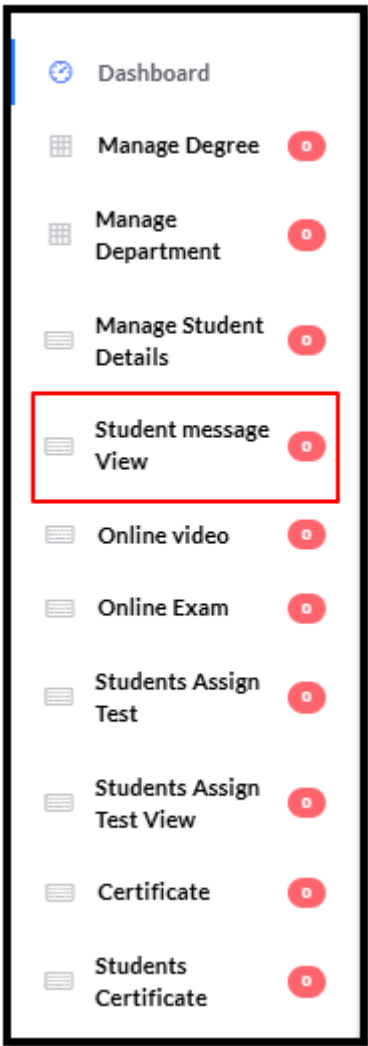 Dashboard
Manage Degree 0
Manage
Department 0
Manage Student
Details 0
Student message
View 0
Online video 0
Online Exam 0
Students Assign
Test 0
Students Assign
Test View 0
Certificate 0
Students
Certificate 0